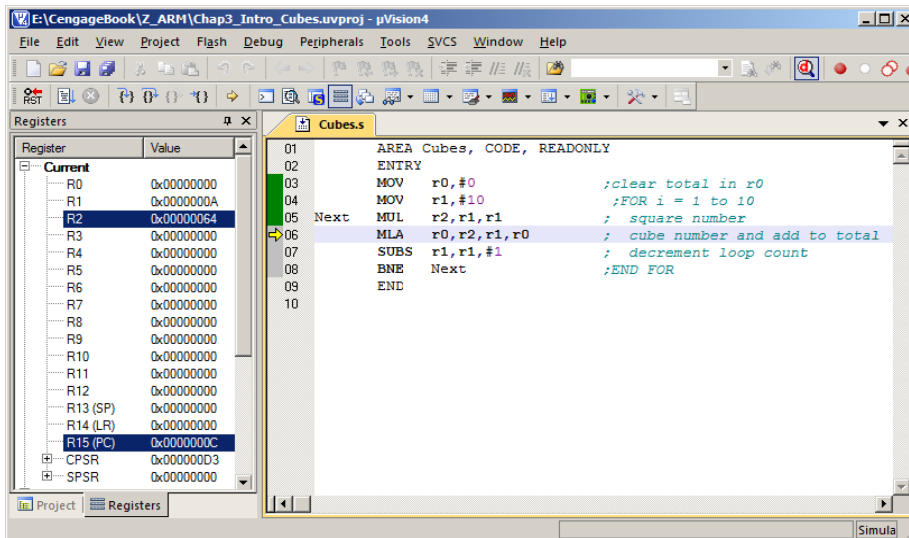 E:\CengageBook\Z_ARM\Chap3_Intro_Cubes.uvproj - µVision4
File Edit View Project Flash Debug Peripherals Tools SVCS Window Help
RST
Registers
Cubes.s
Register Value
Current
R0 0x00000000
R1 0x0000000A
R2 0x00000064
R3 0x00000000
R4 0x00000000
R5 0x00000000
R6 0x00000000
R7 0x00000000
R8 0x00000000
R9 0x00000000
R10 0x00000000
R11 0x00000000
R12 0x00000000
R13 (SP) 0x00000000
R14 (LR) 0x00000000
R15 (PC) 0x0000000C
CPSR 0x000000D3
SPSR 0x00000000
Project Registers
01 AREA Cubes, CODE, READONLY
02 ENTRY
03 MOV r0,#0 ;clear total in r0
04 MOV r1,#10 ;FOR i = 1 to 10
05 Next MUL r2,r1,r1 ; square number
06 MLA r0,r2,r1,r0 ; cube number and add to total
07 SUBS r1,r1,#1 ; decrement loop count
08 BNE Next ;END FOR
09 END
10
Simula